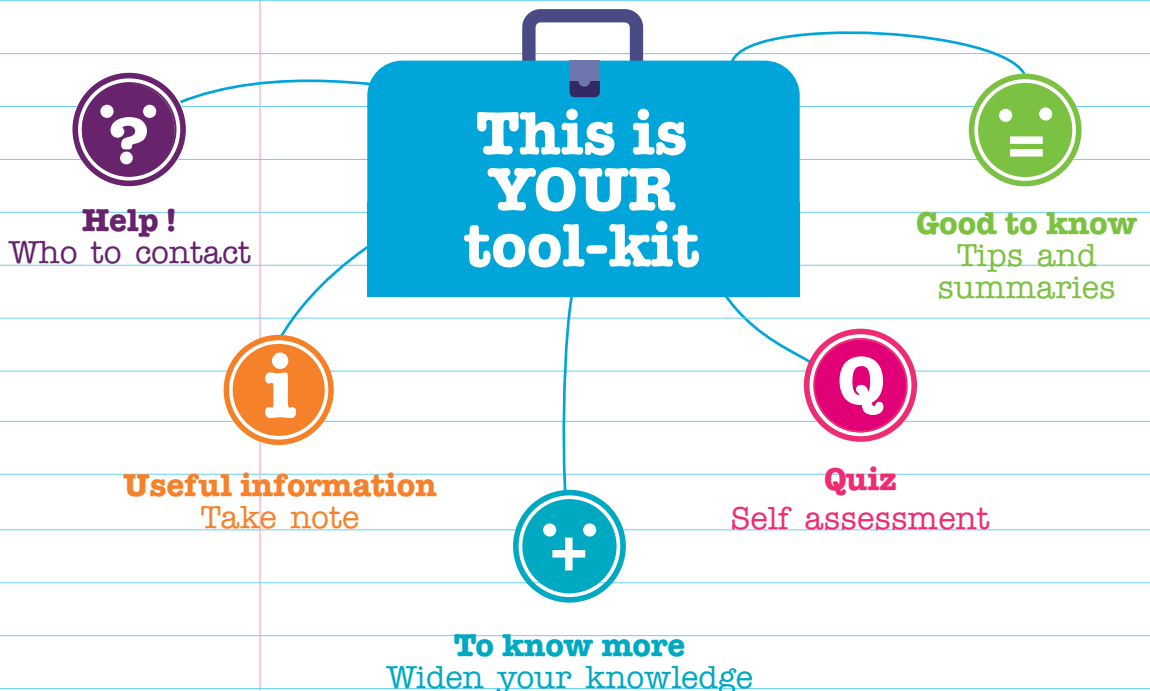 This is
YOUR
tool-kit
?
Help !
Who to contact
=
Good to know
Tips and
summaries
i
Useful information
Take note
Q
Quiz
Self assessment
+
To know more
Widen your knowledge